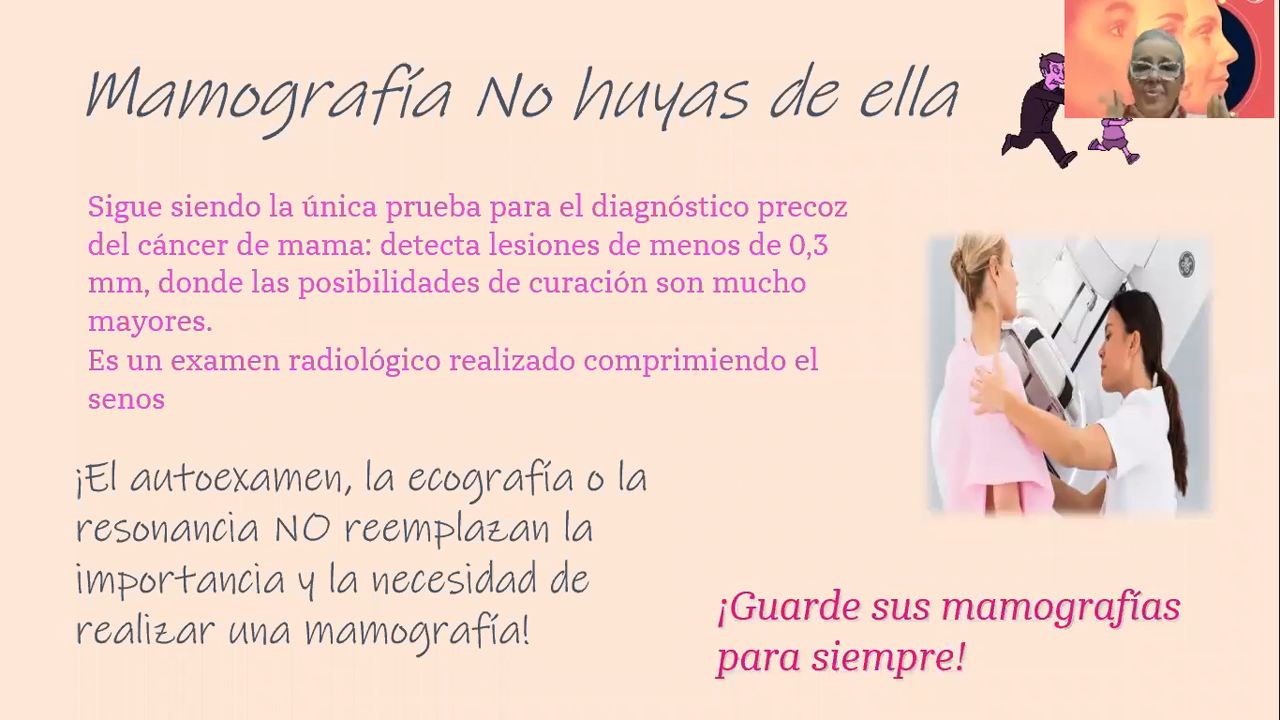 Mamografía No huyas de ella
Sigue siendo la única prueba para el diagnóstico precoz
del cáncer de mama: detecta lesiones de menos de 0,3
mm, donde las posibilidades de curación son mucho
mayores.
Es un examen radiológico realizado comprimiendo el
senos
¡El autoexamen, la ecografía o la
resonancia NO reemplazan la
importancia y la necesidad de
realizar una mamografía!
¡Guarde sus mamografías
para siempre!